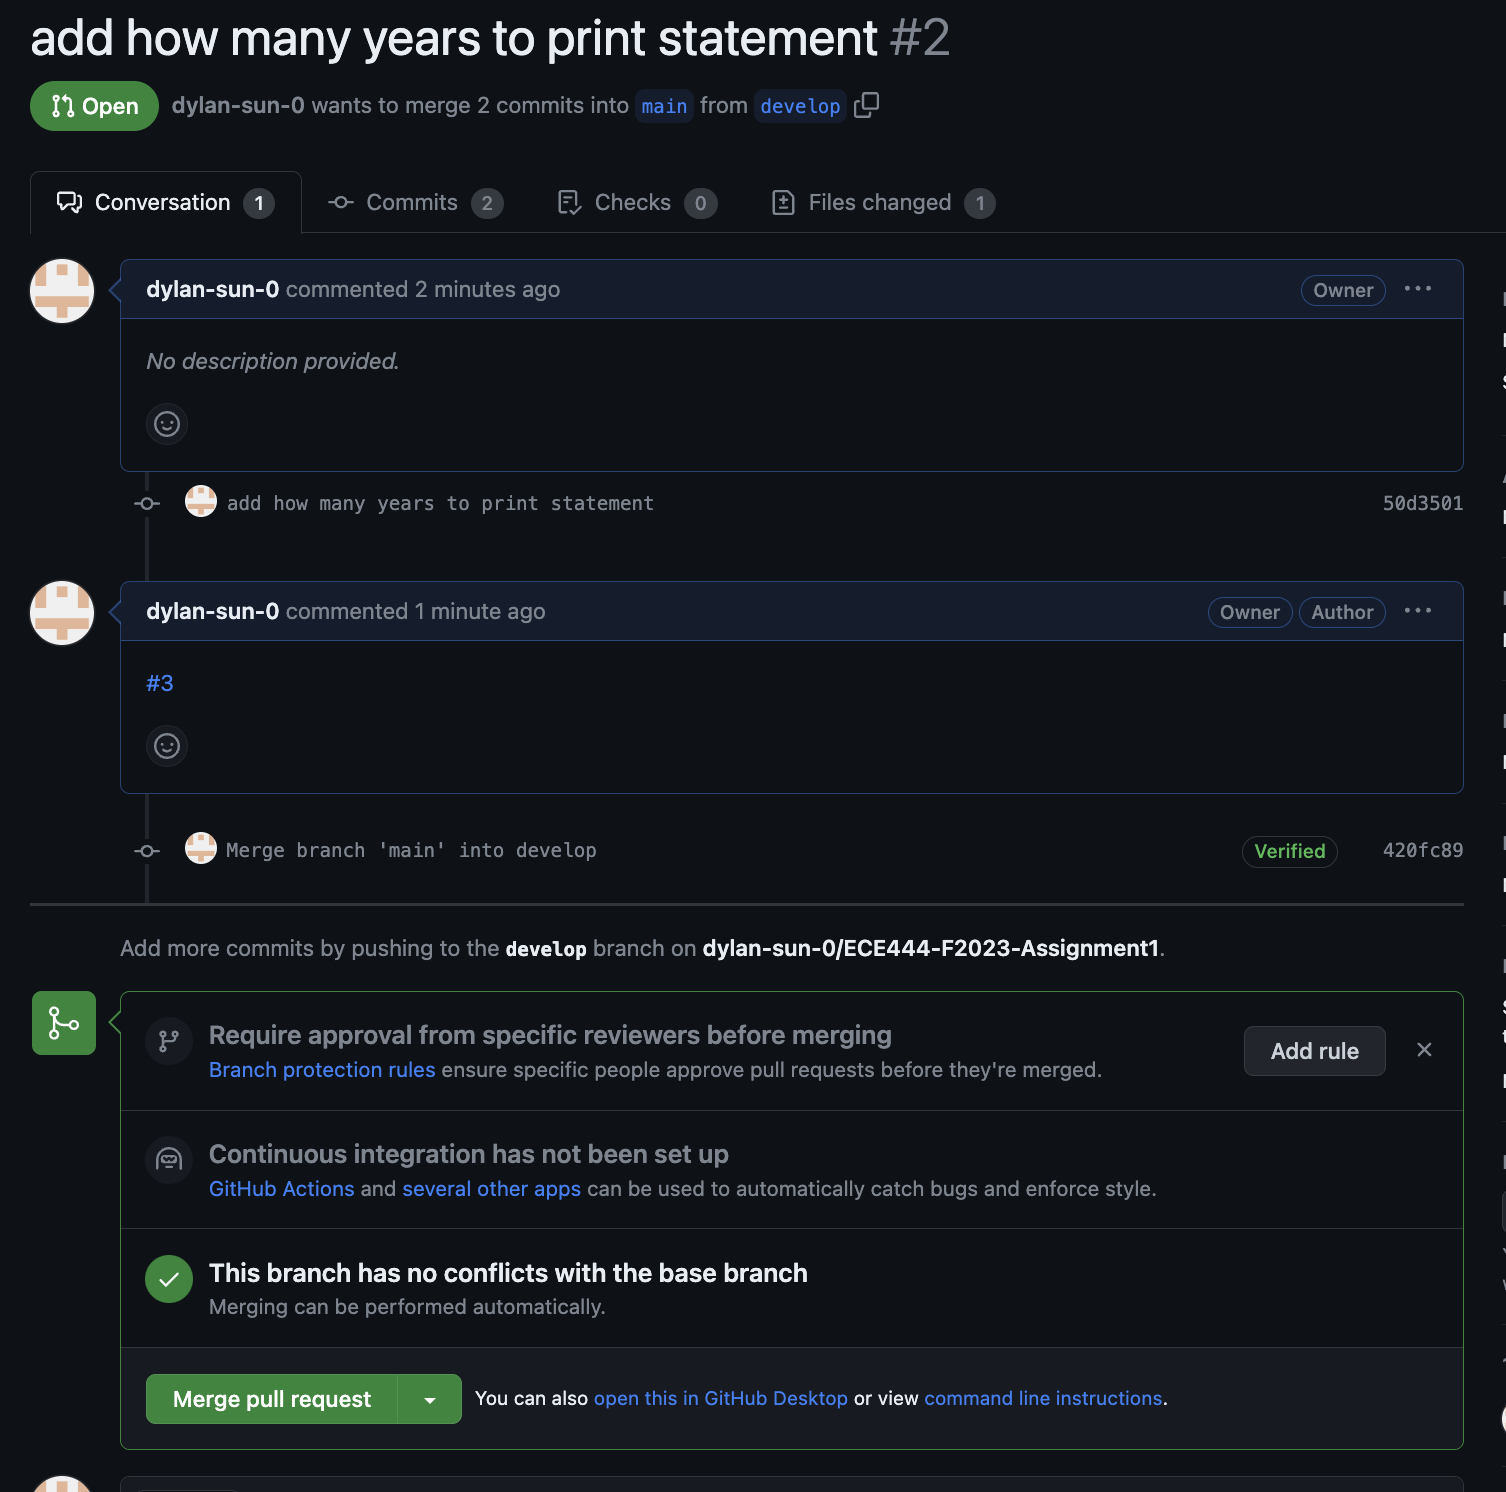 add how many years to print statement #2
Open dylan-sun-0 wants to merge 2 commits into main from develop
Conversation 1 Commits 2 Checks 0 Files changed 1
dylan-sun-0 commented 2 minutes ago Owner ...
No description provided.
add how many years to print statement 50d3501
dylan-sun-0 commented 1 minute ago Owner Author ...
#3
Merge branch 'main' into develop Verified 420fc89
Add more commits by pushing to the develop branch on dylan-sun-0/ECE444-F2023-Assignment1.
Require approval from specific reviewers before merging
Branch protection rules ensure specific people approve pull requests before they're merged.
Add rule
Continuous integration has not been set up
GitHub Actions and several other apps can be used to automatically catch bugs and enforce style.
This branch has no conflicts with the base branch
Merging can be performed automatically.
Merge pull request You can also open this in GitHub Desktop or view command line instructions.